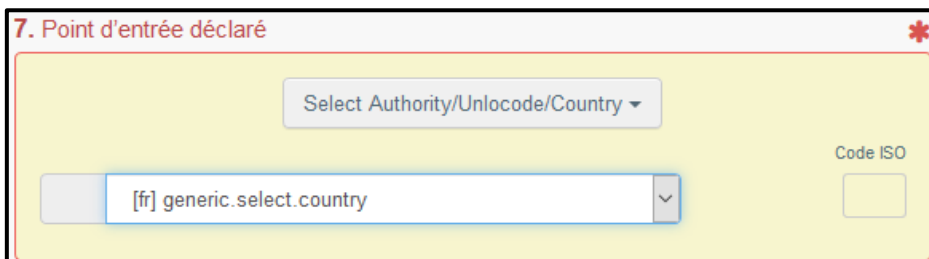 7. Point d'entrée déclaré *
Select Authority/Unlocode/Country
Code ISO
[fr] generic.select.country